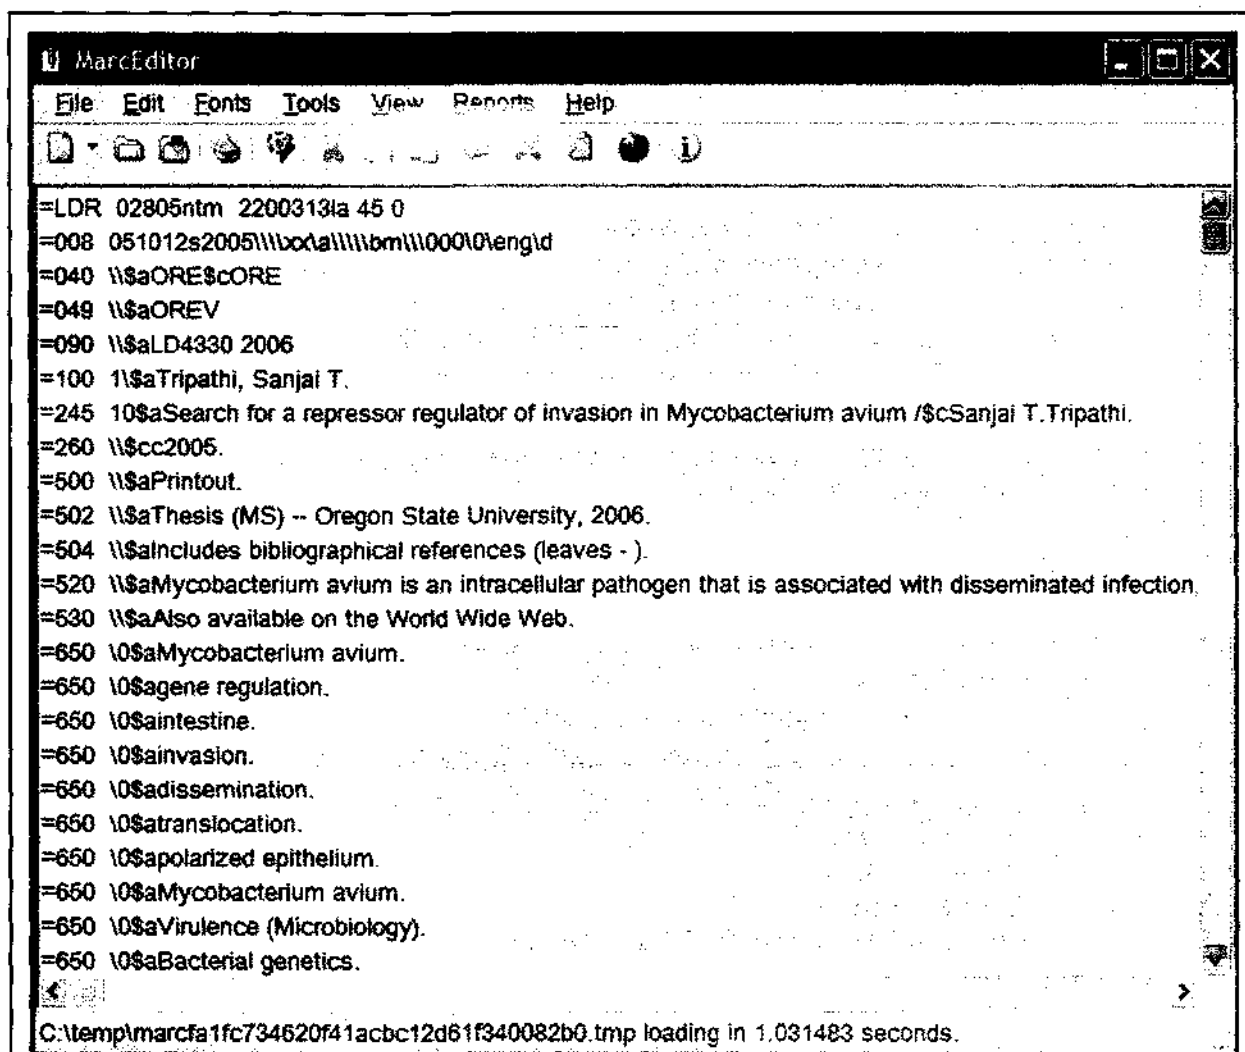 MarcEditor
File Edit Fonts Tools View Reports Help
=LDR 02805ntm 2200313la 45 0
=008 051012s2005\\\\xx\a\\\\\bm\\\000\0\eng\d
=040 \\$aORE$cORE
=049 \\$aOREV
=090 \\$aLD4330 2006
=100 1\$aTripathi, Sanjai T.
=245 10$aSearch for a repressor regulator of invasion in Mycobacterium avium /$cSanjai T.Tripathi.
=260 \\$cc2005.
=500 \\$aPrintout.
=502 \\$aThesis (MS) -- Oregon State University, 2006.
=504 \\$aIncludes bibliographical references (leaves - ).
=520 \\$aMycobacterium avium is an intracellular pathogen that is associated with disseminated infection
=530 \\$aAlso available on the World Wide Web.
=650 \0$aMycobacterium avium.
=650 \0$agene regulation.
=650 \0$aintestine.
=650 \0$ainvasion.
=650 \0$adissemination.
=650 \0$atranslocation.
=650 \0$apolarized epithelium.
=650 \0$aMycobacterium avium.
=650 \0$aVirulence (Microbiology).
=650 \0$aBacterial genetics.
C:\temp\marcfa1fc734620f41acbc12d61f340082b0.tmp loading in 1.031483 seconds.